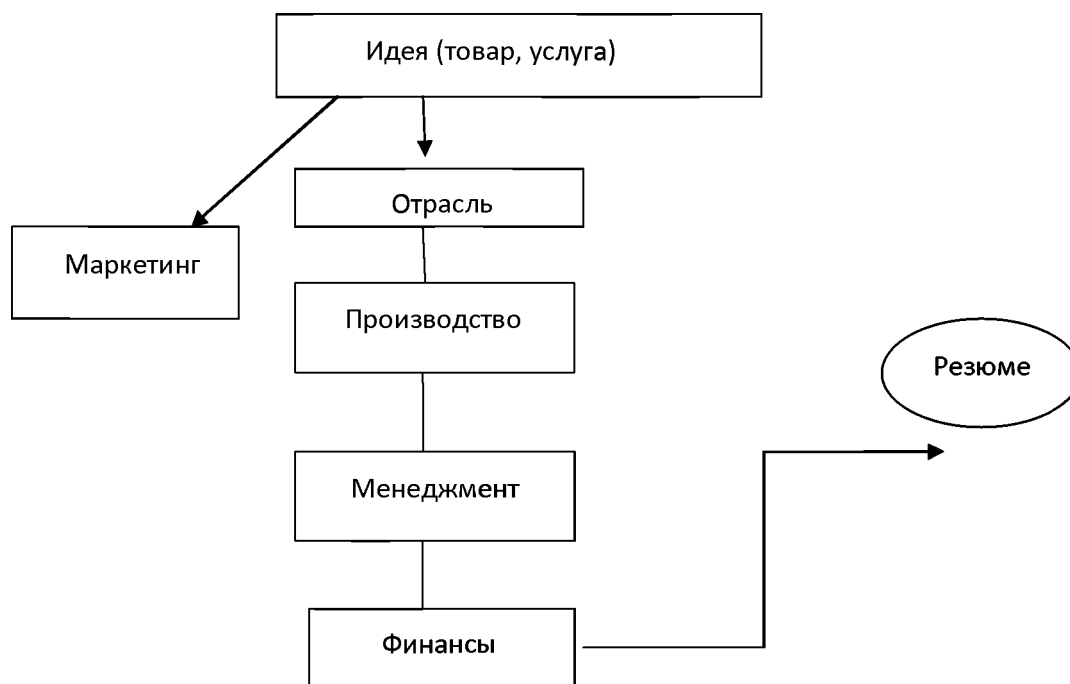 Идея (товар, услуга)
Отрасль
Маркетинг
Производство
Резюме
Менеджмент
Финансы